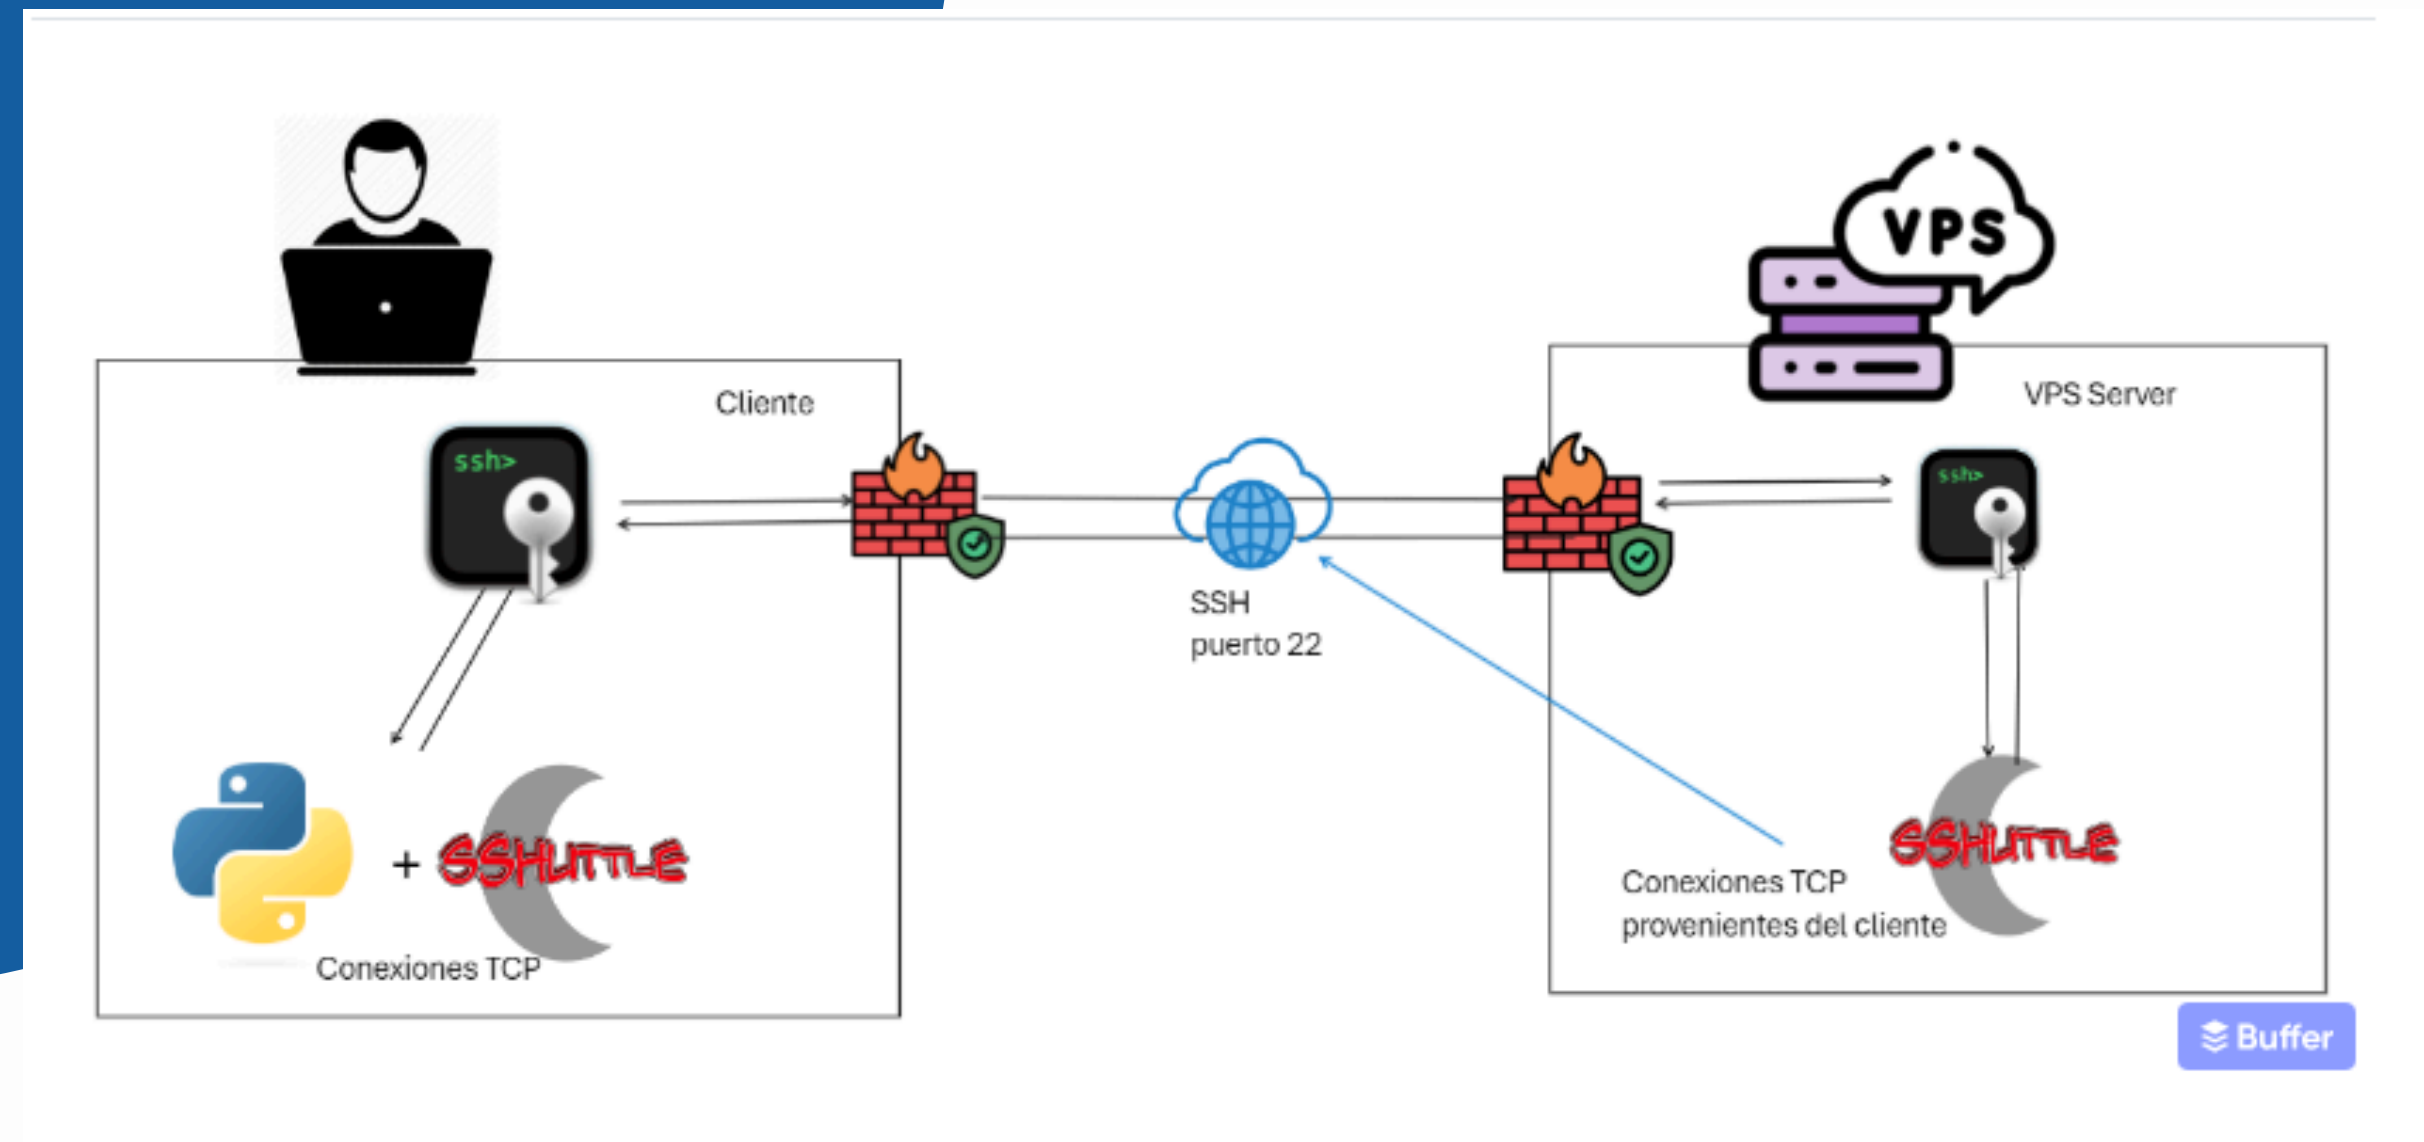 VPS
Cliente
VPS Server
ssh>
ssh>
SSH
puerto 22
+ SSHUTTLE
SSHUTTLE
Conexiones TCP
provenientes del cliente
Conexiones TCP
Buffer